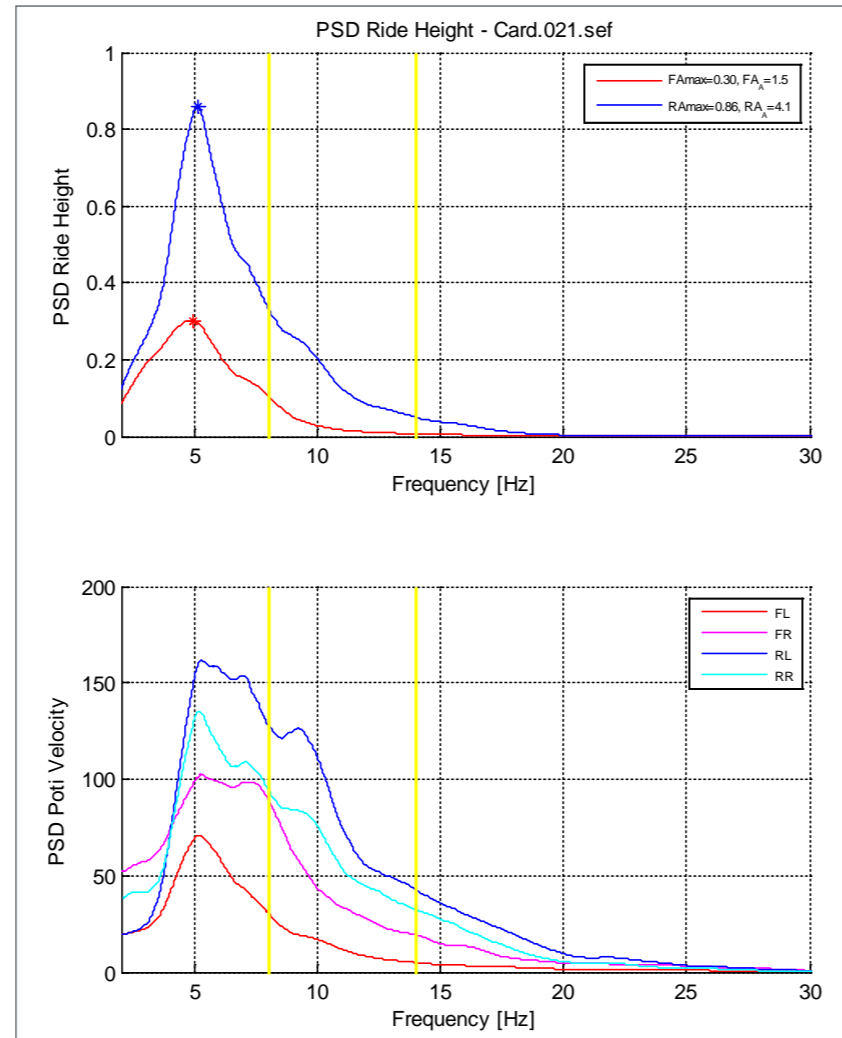 PSD Ride Height - Card.021.sef
1
0.8
0.6
0.4
0.2
0
PSD Ride Height
FAmax=0.30, FA_A=1.5
RAmax=0.86, RA_A=4.1
5 10 15 20 25 30
Frequency [Hz]
200
150
100
50
0
PSD Poti Velocity
FL
FR
RL
RR
5 10 15 20 25 30
Frequency [Hz]